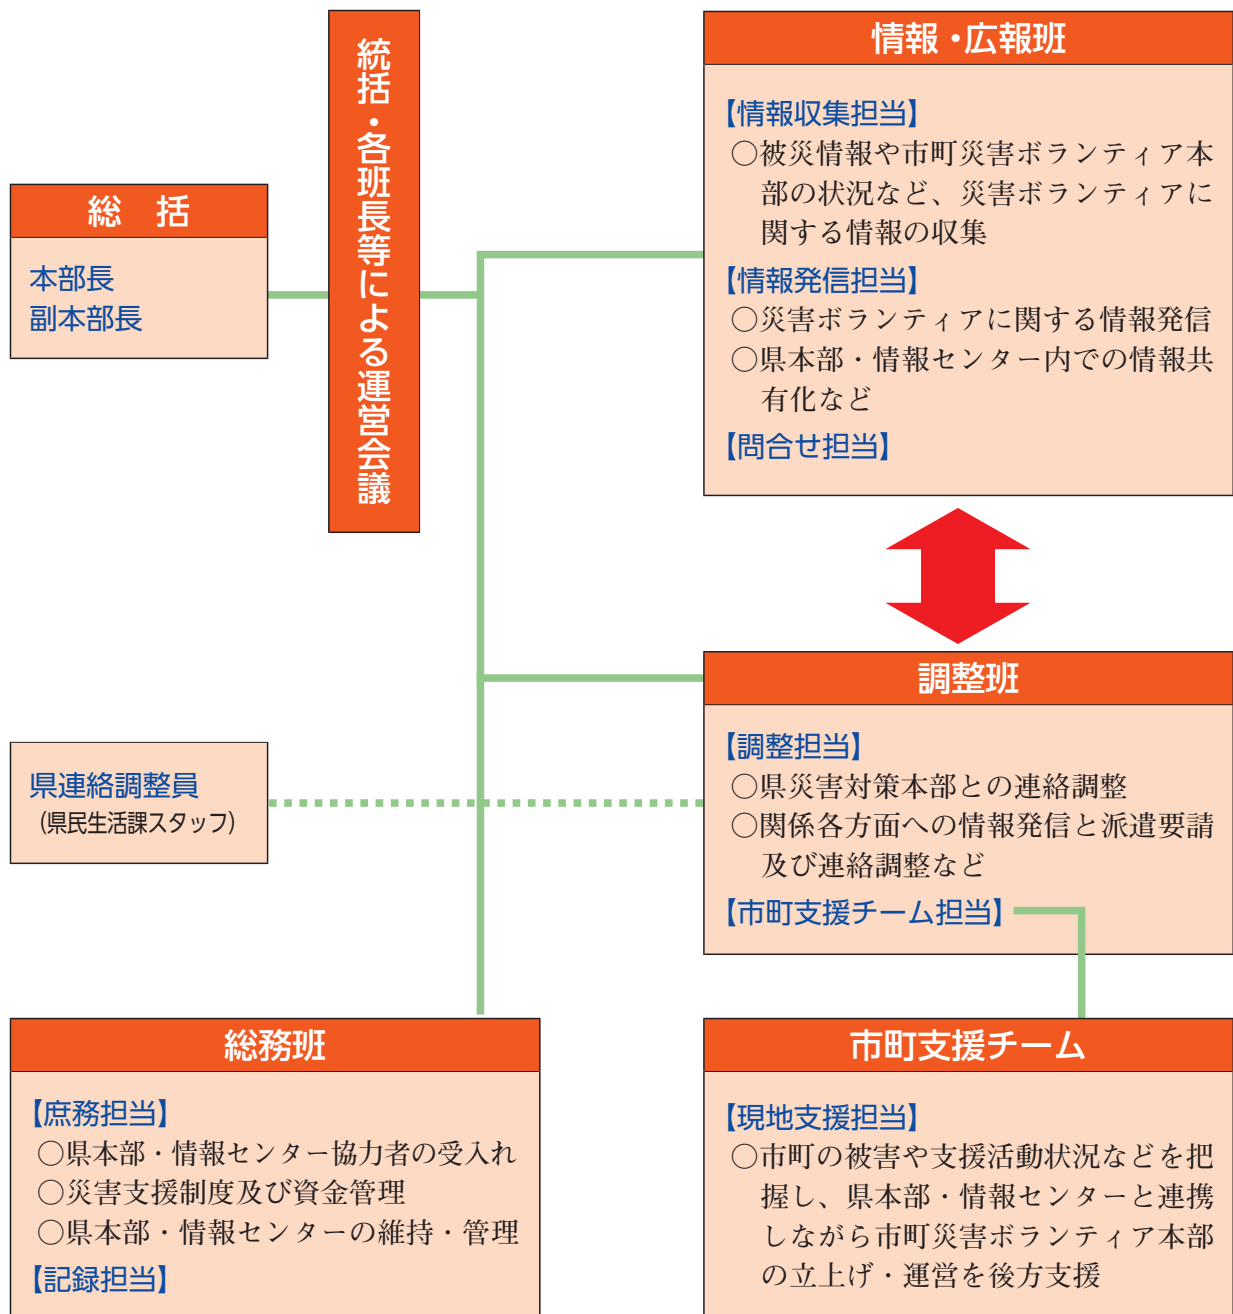 総　括
本部長
副本部長
統括・各班長等による運営会議
情報・広報班
【情報収集担当】
○被災情報や市町災害ボランティア本
部の状況など、災害ボランティアに
関する情報の収集
【情報発信担当】
○災害ボランティアに関する情報発信
○県本部・情報センター内での情報共
有化など
【問合せ担当】
調整班
【調整担当】
○県災害対策本部との連絡調整
○関係各方面への情報発信と派遣要請
及び連絡調整など
【市町支援チーム担当】
県連絡調整員
（県民生活課スタッフ）
総務班
【庶務担当】
○県本部・情報センター協力者の受入れ
○災害支援制度及び資金管理
○県本部・情報センターの維持・管理
【記録担当】
市町支援チーム
【現地支援担当】
○市町の被害や支援活動状況などを把
握し、県本部・情報センターと連携
しながら市町災害ボランティア本部
の立上げ・運営を後方支援